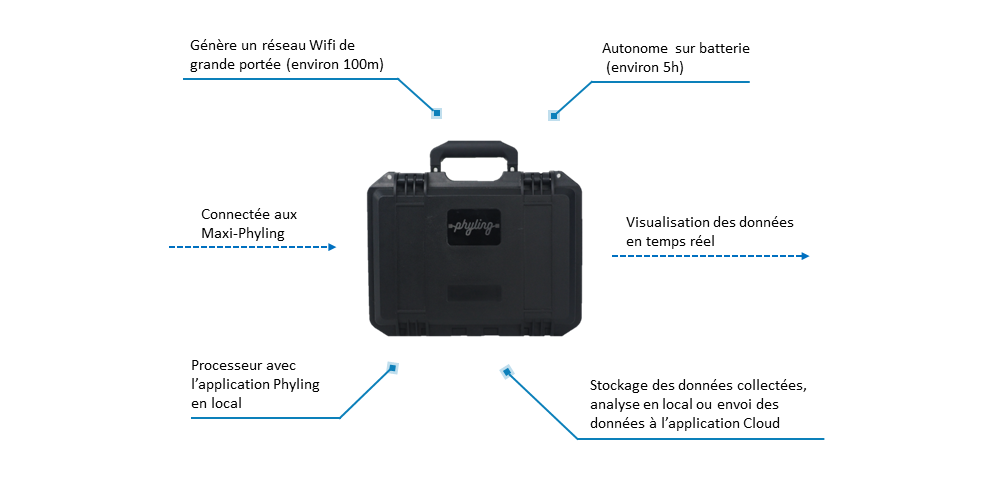 Génère un réseau Wifi de
grande portée (environ 100m)
Autonome sur batterie
(environ 5h)
Connectée aux
Maxi-Phyling
phyling
Visualisation des données
en temps réel
Processeur avec
l’application Phyling
en local
Stockage des données collectées,
analyse en local ou envoi des
données à l’application Cloud